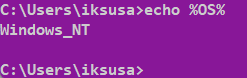 C:\Users\iksusa>echo %OS%
Windows_NT
C:\Users\iksusa>